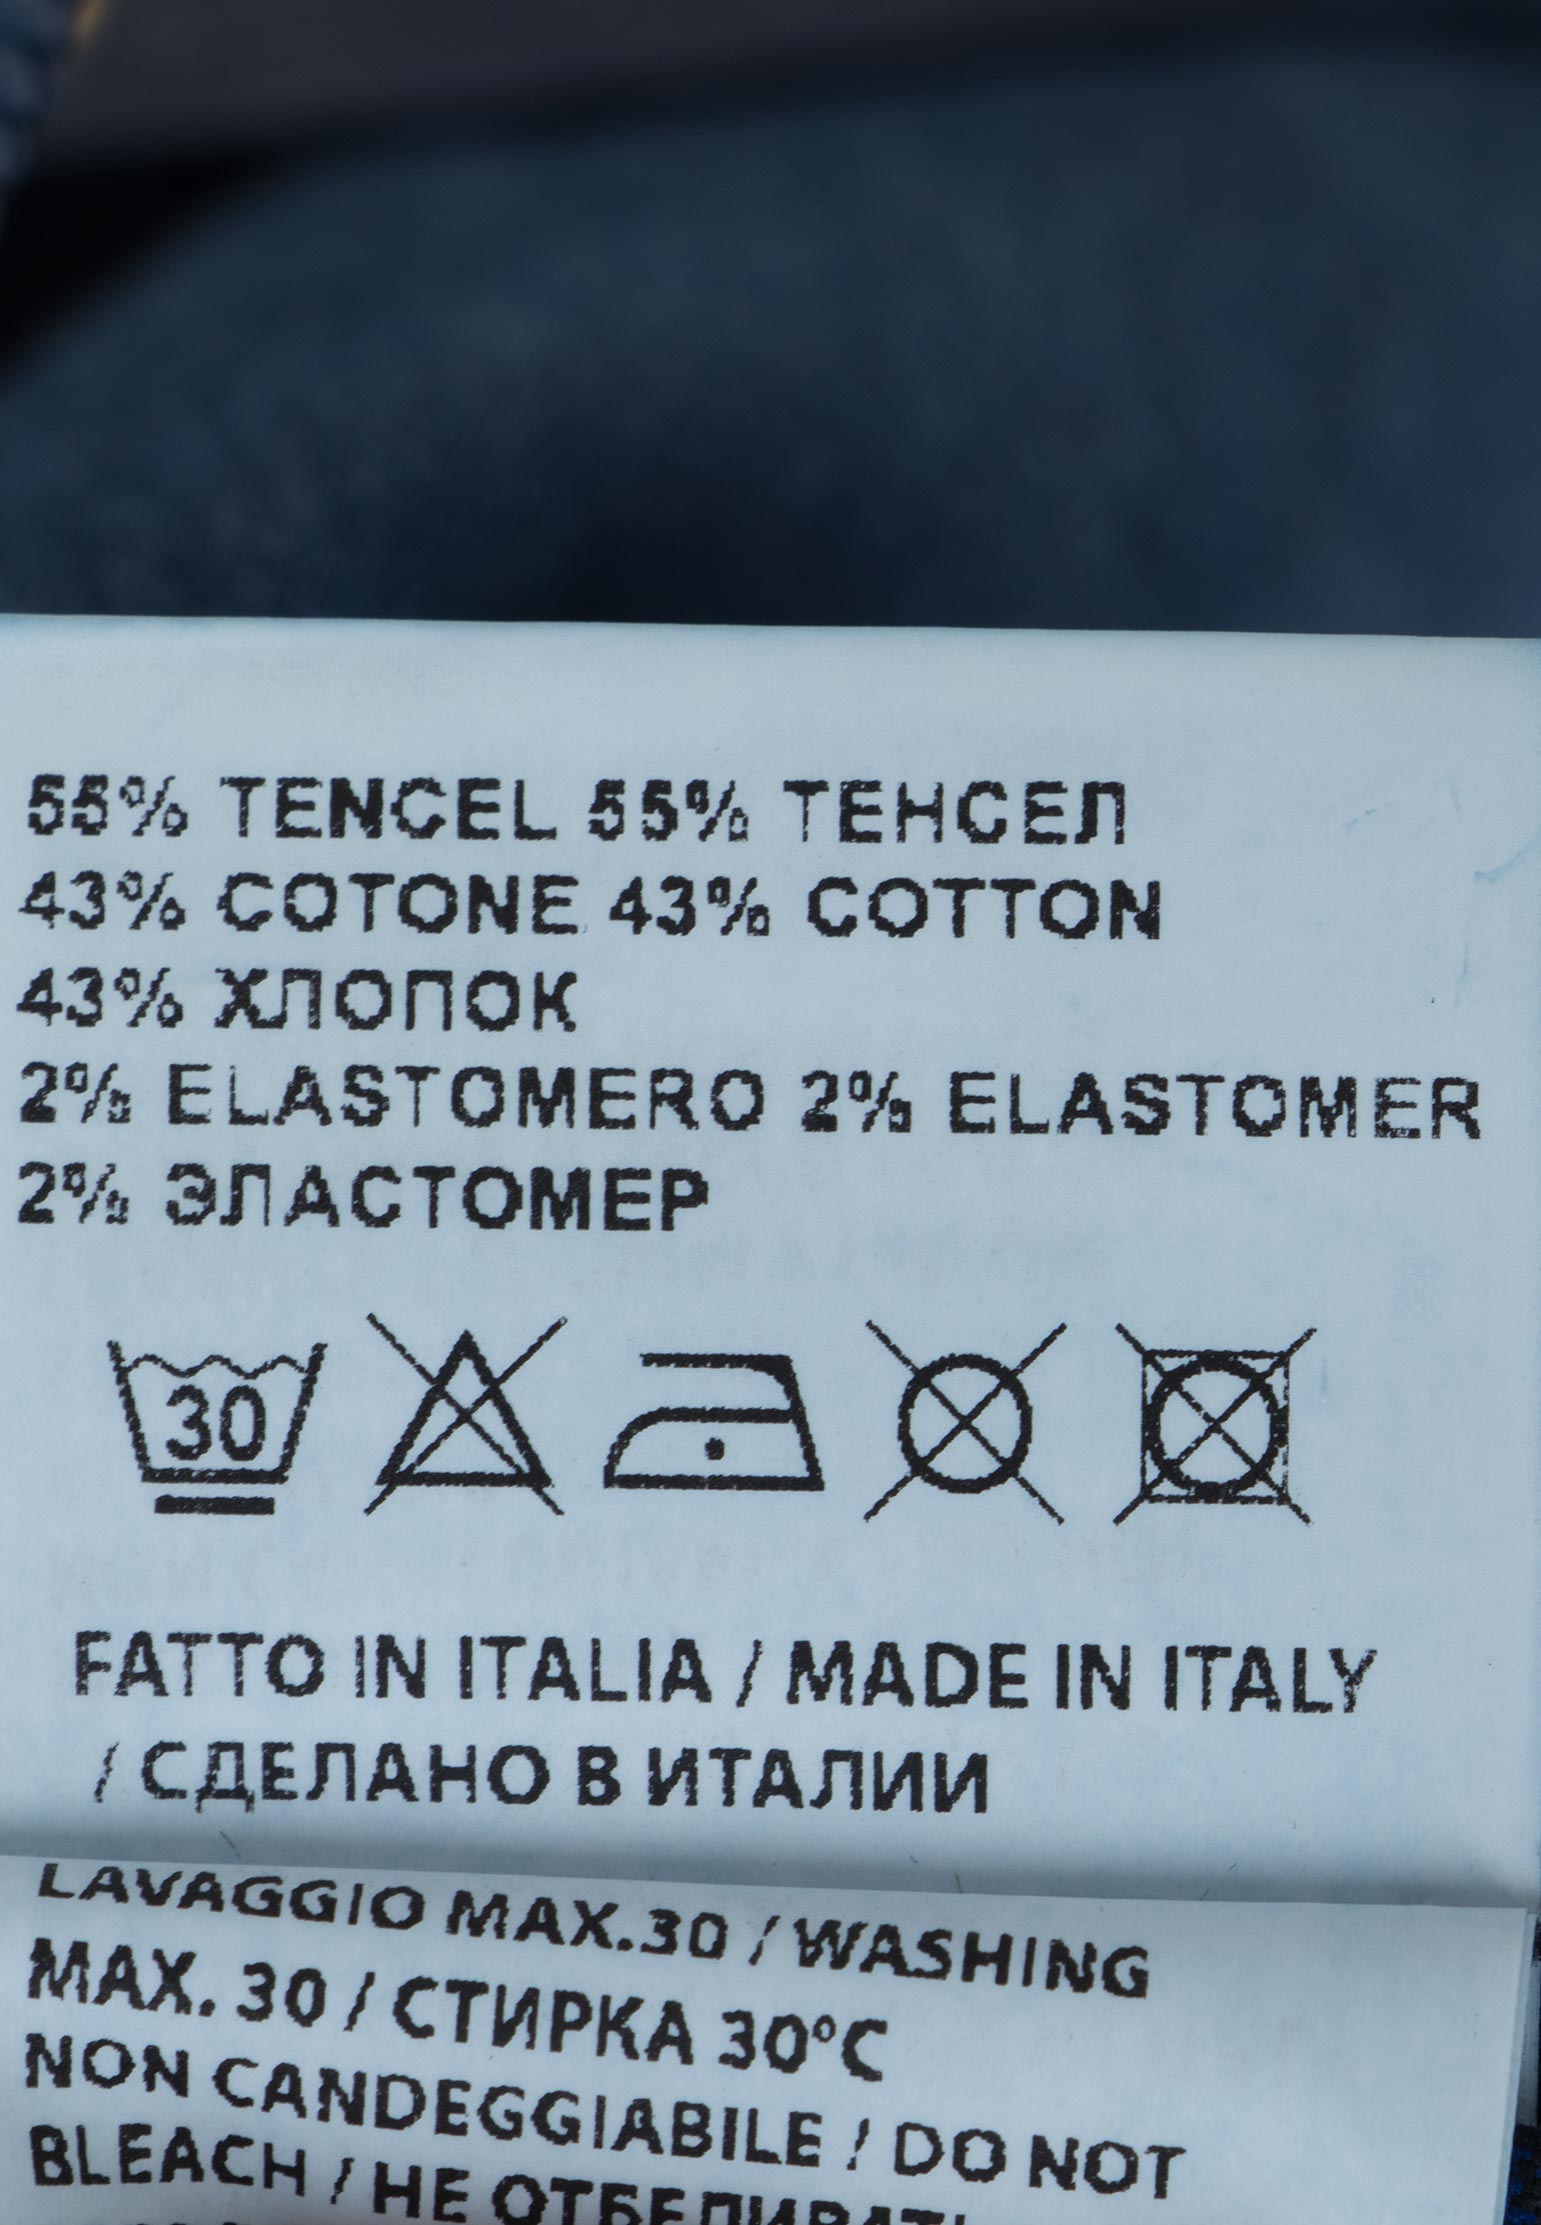 55% TENCEL 55% ТЕНСЕЛ
43% COTONE 43% COTTON
43% ХЛОПОК
2% ELASTOMERO 2% ELASTOMER
2% ЭЛАСТОМЕР
30
FATTO IN ITALIA / MADE IN ITALY
/ СДЕЛАНО В ИТАЛИИ
LAVAGGIO MAX.30 / WASHING
MAX. 30 / СТИРКА 30°C
NON CANDEGGIABILE / DO NOT
BLEACH / НЕ ОТБЕЛИВАТЬ